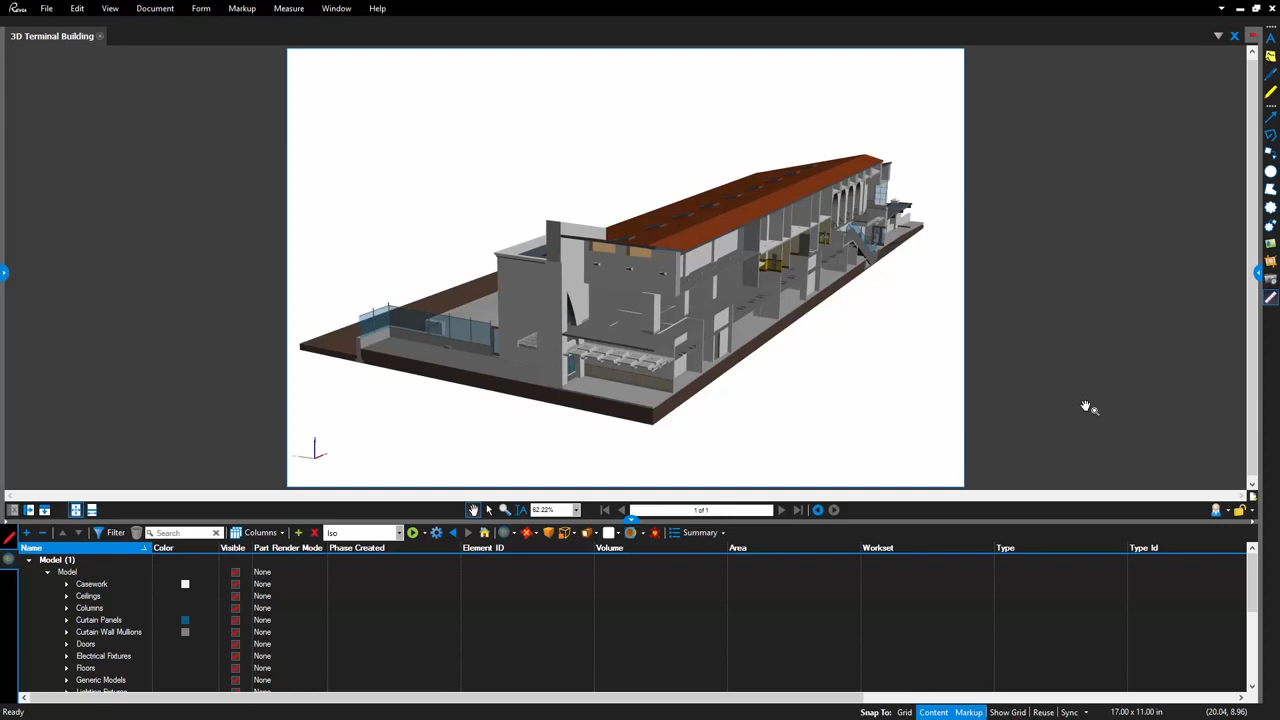 Revu File Edit View Document Form Markup Measure Window Help
3D Terminal Building
62.22% 1 of 1
Filter Search Columns Iso Summary
Name Color Visible Part Render Mode Phase Created Element ID Volume Area Workset Type Type Id
Model (1)
Model None
Casework None
Ceilings None
Columns None
Curtain Panels None
Curtain Wall Mullions None
Doors None
Electrical Fixtures None
Floors None
Generic Models None
Lighting Fixtures
Ready Snap To: Grid Content Markup Show Grid Reuse Sync 17.00 x 11.00 in (20.04, 8.96)